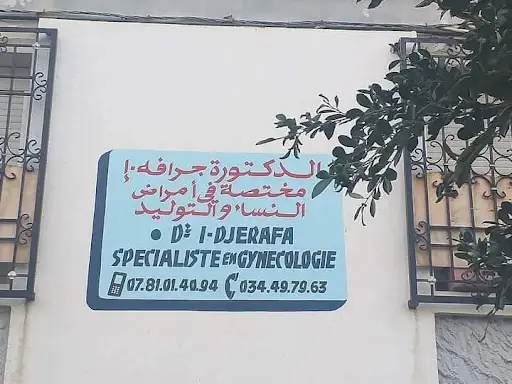 الدكتورة جرافه.إ
مختصة في أمراض
النساء والتوليد
• Dr I-DJERAFA
SPECIALISTE EN GYNECOLOGIE
07.81.01.40.94 034.49.79.63